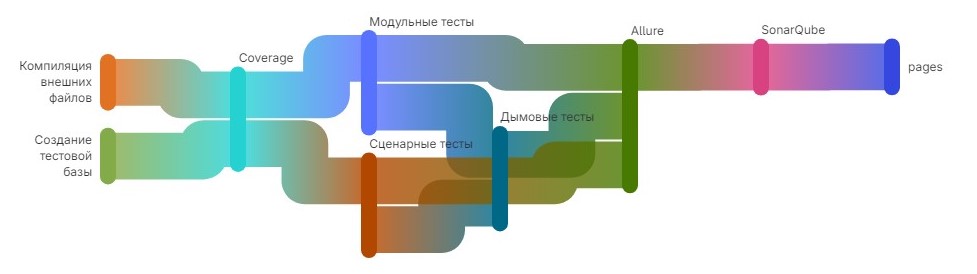 Компиляция
внешних
файлов
Создание
тестовой
базы
Coverage
Модульные тесты
Сценарные тесты
Дымовые тесты
Allure
SonarQube
pages